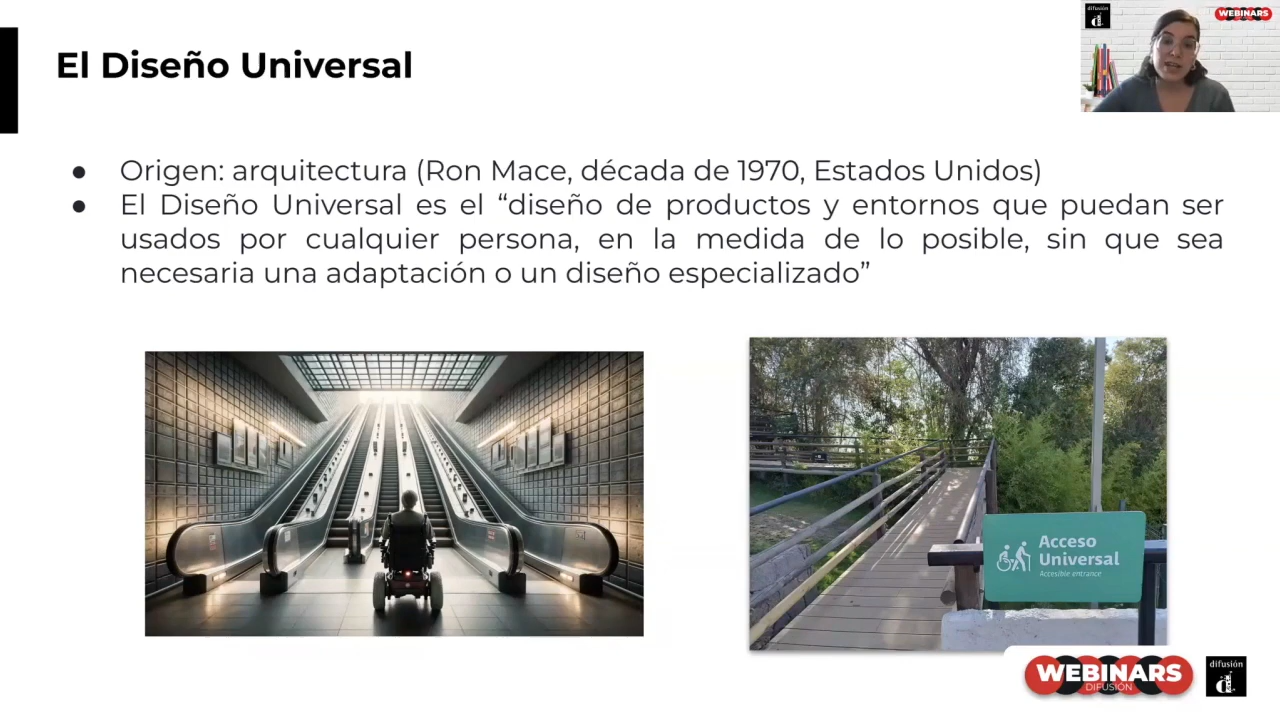 El Diseño Universal
difusión
WEBINARS
● Origen: arquitectura (Ron Mace, década de 1970, Estados Unidos)
● El Diseño Universal es el “diseño de productos y entornos que puedan ser
usados por cualquier persona, en la medida de lo posible, sin que sea
necesaria una adaptación o un diseño especializado”
Acceso
Universal
Accesible entrance
WEBINARS
DIFUSIÓN
difusión